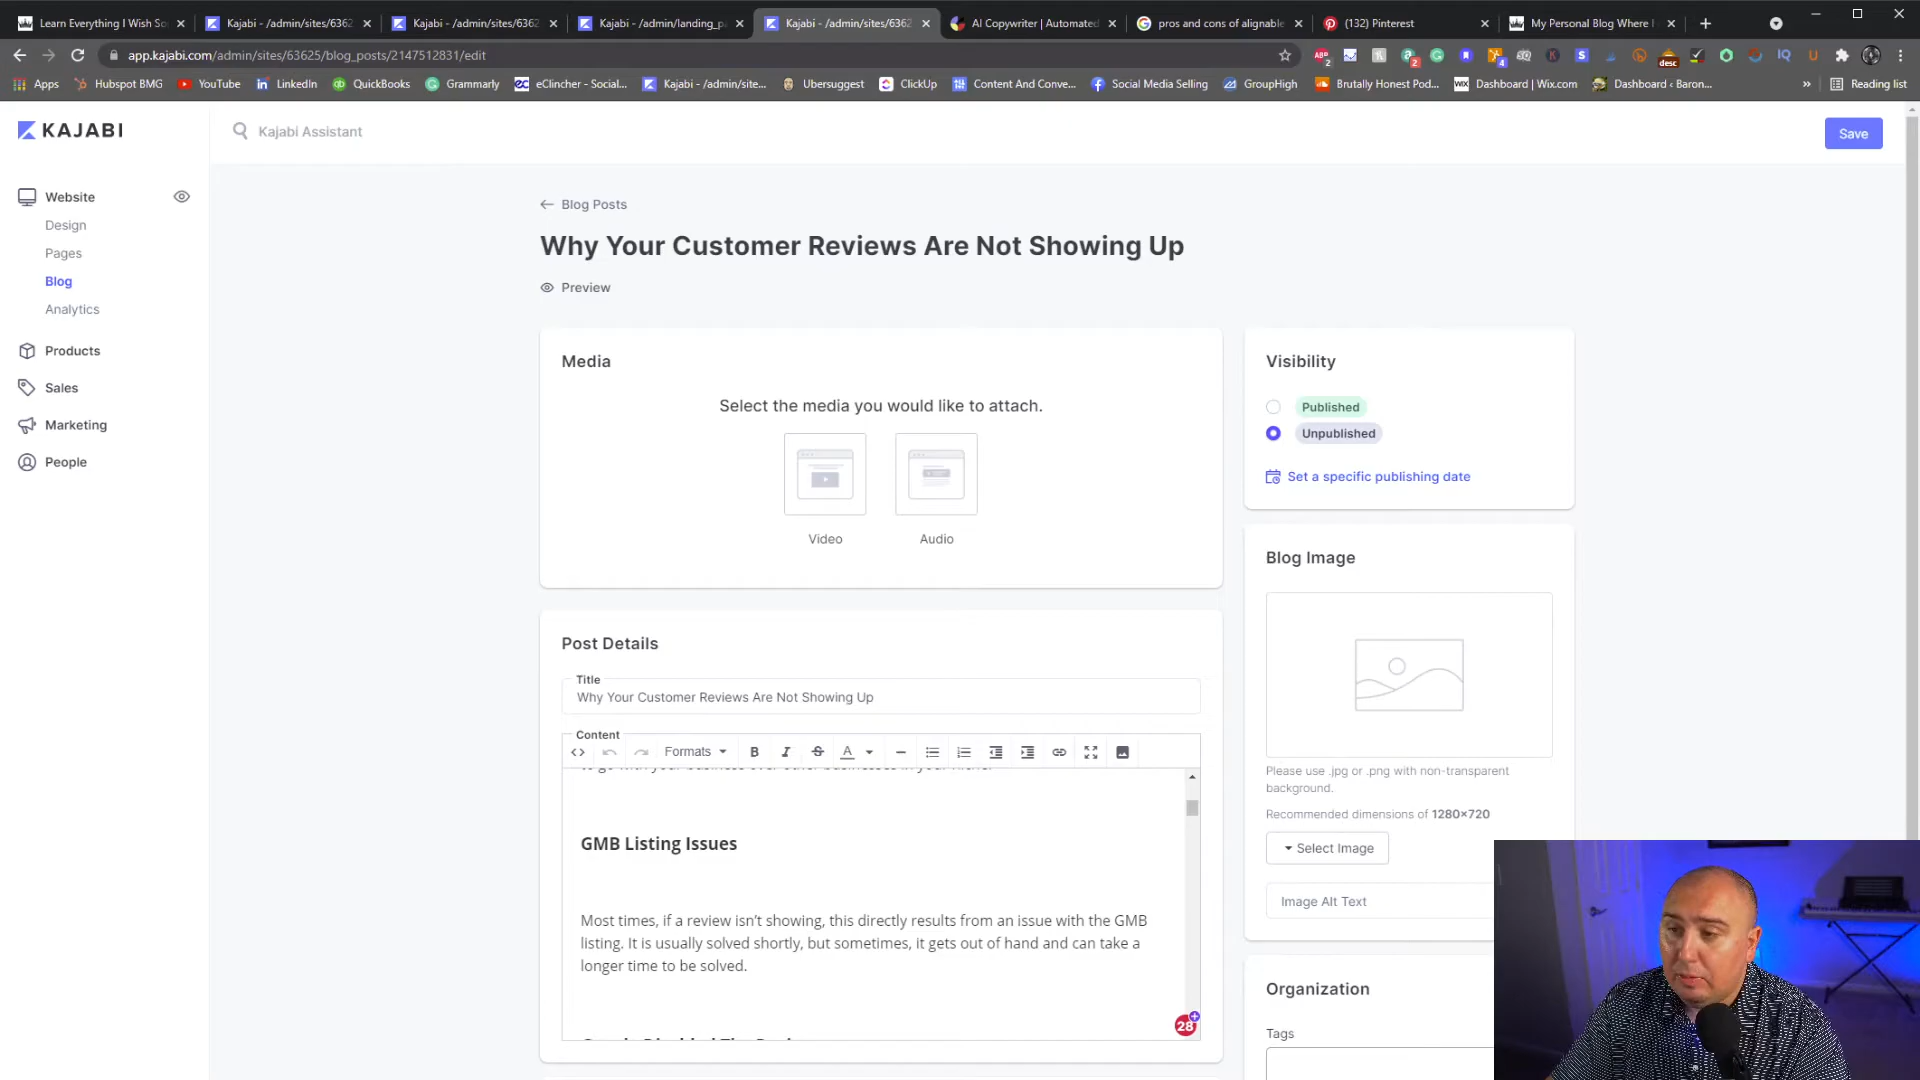 Learn Everything I Wish So
Kajabi - /admin/sites/6362
Kajabi - /admin/sites/6362
Kajabi - /admin/landing_pa
Kajabi - /admin/sites/6362
AI Copywriter | Automated
pros and cons of alignable
(132) Pinterest
My Personal Blog Where I
app.kajabi.com/admin/sites/63625/blog_posts/2147512831/edit
Apps
Hubspot BMG
YouTube
LinkedIn
QuickBooks
Grammarly
eClincher - Social...
Kajabi - /admin/site...
Ubersuggest
ClickUp
Content And Conve...
Social Media Selling
GroupHigh
Brutally Honest Pod...
Dashboard | Wix.com
Dashboard ‹ Baron...
Reading list
KAJABI
Kajabi Assistant
Save
Website
Design
Pages
Blog
Analytics
Products
Sales
Marketing
People
Blog Posts
Why Your Customer Reviews Are Not Showing Up
Preview
Media
Select the media you would like to attach.
Video
Audio
Post Details
Title
Why Your Customer Reviews Are Not Showing Up
Content
Formats
GMB Listing Issues
Most times, if a review isn't showing, this directly results from an issue with the GMB
listing. It is usually solved shortly, but sometimes, it gets out of hand and can take a
longer time to be solved.
28
Visibility
Published
Unpublished
Set a specific publishing date
Blog Image
Please use .jpg or .png with non-transparent
background.
Recommended dimensions of 1280×720
Select Image
Image Alt Text
Organization
Tags